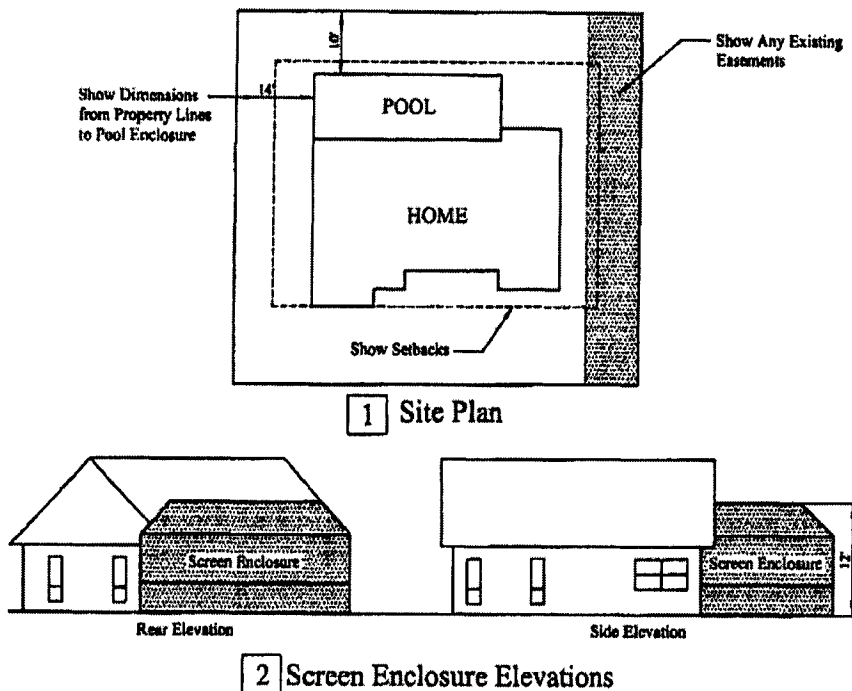 10'
Show Any Existing
Easements
14'
Show Dimensions
from Property Lines
to Pool Enclosure
POOL
HOME
Show Setbacks
1 Site Plan
Screen Enclosure
Screen Enclosure
12'
Rear Elevation
Side Elevation
2 Screen Enclosure Elevations